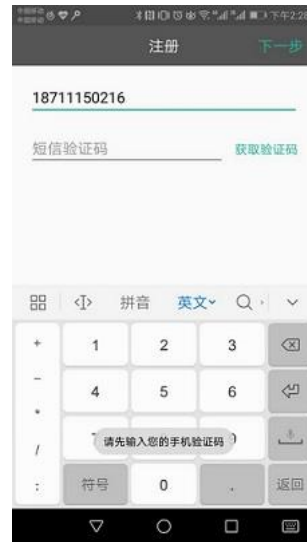 下午2:28
注册
下一步
18711150216
短信验证码
获取验证码
拼音 英文
+ 1 2 3
- 4 5 6
*
/
请先输入您的手机验证码
: 符号 0 . 返回